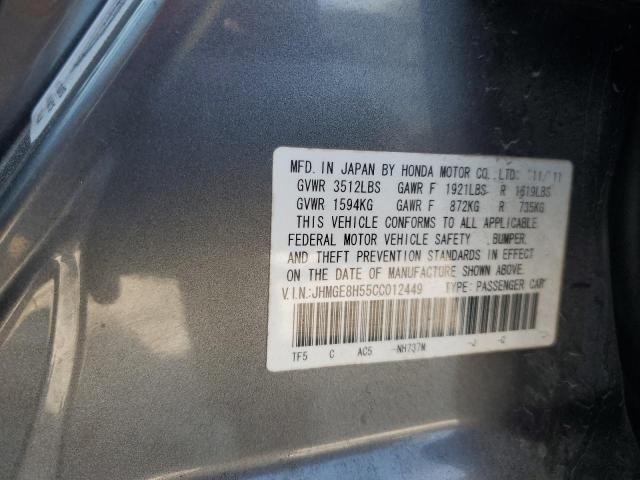 MFD. IN JAPAN BY HONDA MOTOR CO.,LTD. 11/11
GVWR 3512LBS GAWR F 1921LBS R 1619LBS
GVWR 1594KG GAWR F 872KG R 735KG
THIS VEHICLE CONFORMS TO ALL APPLICABLE
FEDERAL MOTOR VEHICLE SAFETY , BUMPER,
AND THEFT PREVENTION STANDARDS IN EFFECT
ON THE DATE OF MANUFACTURE SHOWN ABOVE.
V.I.N.:JHMGE8H55CC012449 TYPE: PASSENGER CAR
TF5 C AC5 -NH737M -J -C